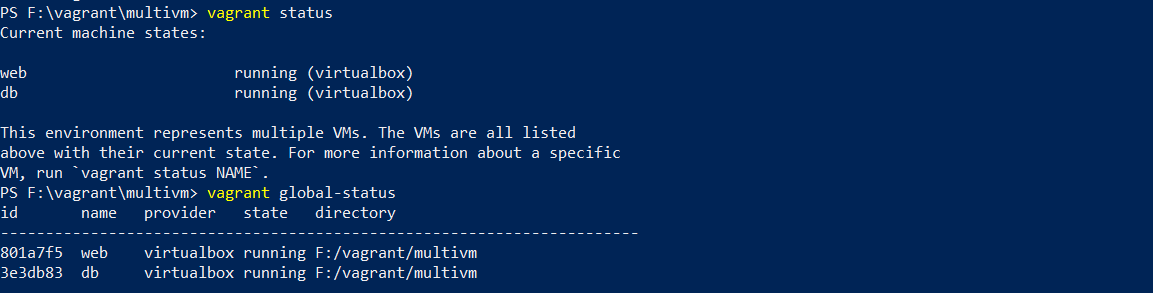 PS F:\vagrant\multivm> vagrant status
Current machine states:
web                       running (virtualbox)
db                        running (virtualbox)
This environment represents multiple VMs. The VMs are all listed
above with their current state. For more information about a specific
VM, run `vagrant status NAME`.
PS F:\vagrant\multivm> vagrant global-status
id       name   provider   state   directory
-----------------------------------------------------------------------
801a7f5  web    virtualbox running F:/vagrant/multivm
3e3db83  db     virtualbox running F:/vagrant/multivm